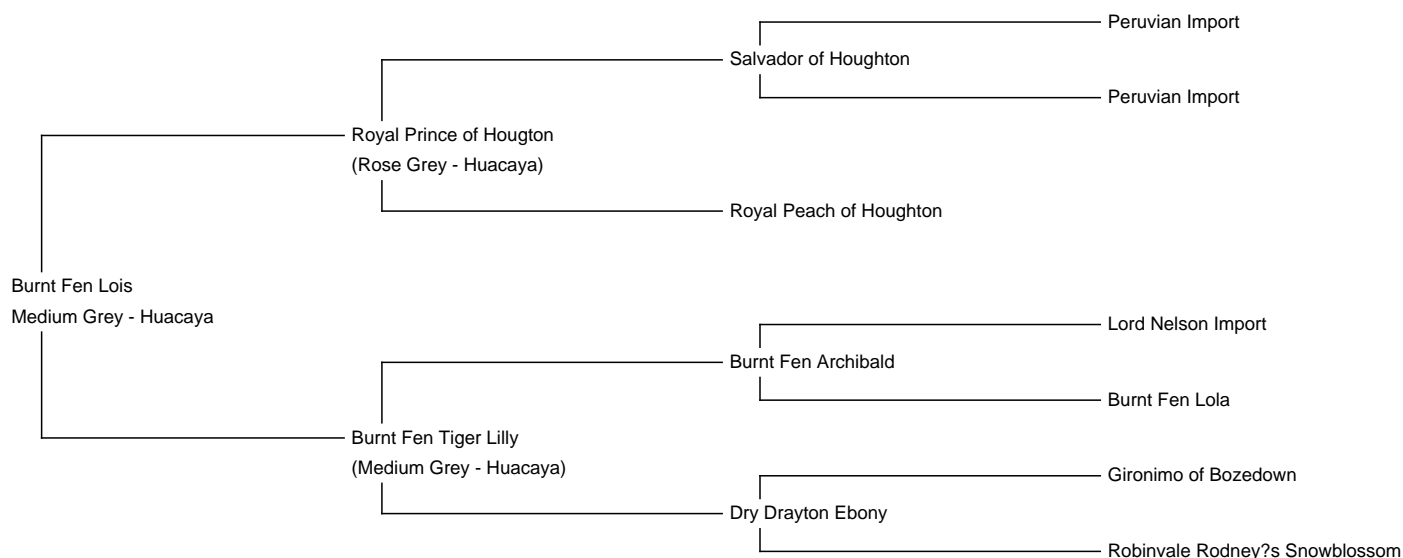 Peruvian Import
Salvador of Houghton
Peruvian Import
Royal Prince of Hougton
(Rose Grey - Huacaya)
Royal Peach of Houghton
Burnt Fen Lois
Medium Grey - Huacaya
Lord Nelson Import
Burnt Fen Archibald
Burnt Fen Lola
Burnt Fen Tiger Lilly
(Medium Grey - Huacaya)
Gironimo of Bozedown
Dry Drayton Ebony
Robinvale Rodney?s Snowblossom